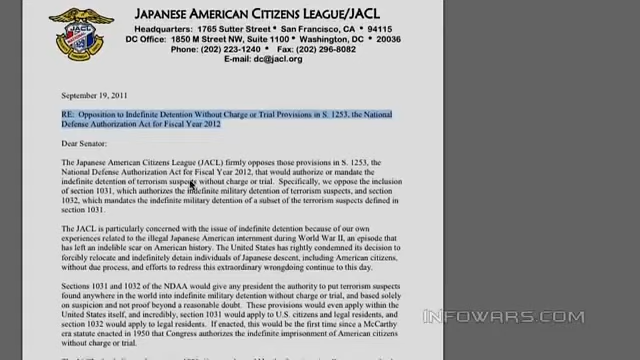 JAPANESE AMERICAN CITIZENS LEAGUE/JACL
Headquarters: 1765 Sutter Street * San Francisco, CA * 94115
DC Office: 1850 M Street NW, Suite 1100 * Washington, DC * 20036
Phone: (202) 223-1240 * Fax: (202) 296-8082
E-mail: dc@jacl.org
JACL
September 19, 2011
RE: Opposition to Indefinite Detention Without Charge or Trial Provisions in S. 1253, the National
Defense Authorization Act for Fiscal Year 2012
Dear Senator:
The Japanese American Citizens League (JACL) firmly opposes those provisions in S. 1253, the
National Defense Authorization Act for Fiscal Year 2012, that would authorize or mandate the
indefinite detention of terrorism suspects without charge or trial. Specifically, we oppose the inclusion
of section 1031, which authorizes the indefinite military detention of terrorism suspects, and section
1032, which mandates the indefinite military detention of a subset of the terrorism suspects defined in
section 1031.
The JACL is particularly concerned with the issue of indefinite detention because of our own
experiences related to the illegal Japanese American internment during World War II, an episode that
has left an indelible scar on American history. The United States has rightly condemned its decision to
forcibly relocate and indefinitely detain individuals of Japanese descent, including American citizens,
without due process, and efforts to redress this extraordinary wrongdoing continue to this day.
Sections 1031 and 1032 of the NDAA would give any president the authority to put terrorism suspects
found anywhere in the world into indefinite military detention without charge or trial, and based solely
on suspicion and not proof beyond a reasonable doubt. These provisions would even apply within the
United States itself, and incredibly, section 1031 would apply to U.S. citizens and legal residents, and
section 1032 would apply to legal residents. If enacted, this would be the first time since a McCarthy
era statute enacted in 1950 that Congress authorizes the indefinite imprisonment of American citizens
without charge or trial.
INFOWARS.COM